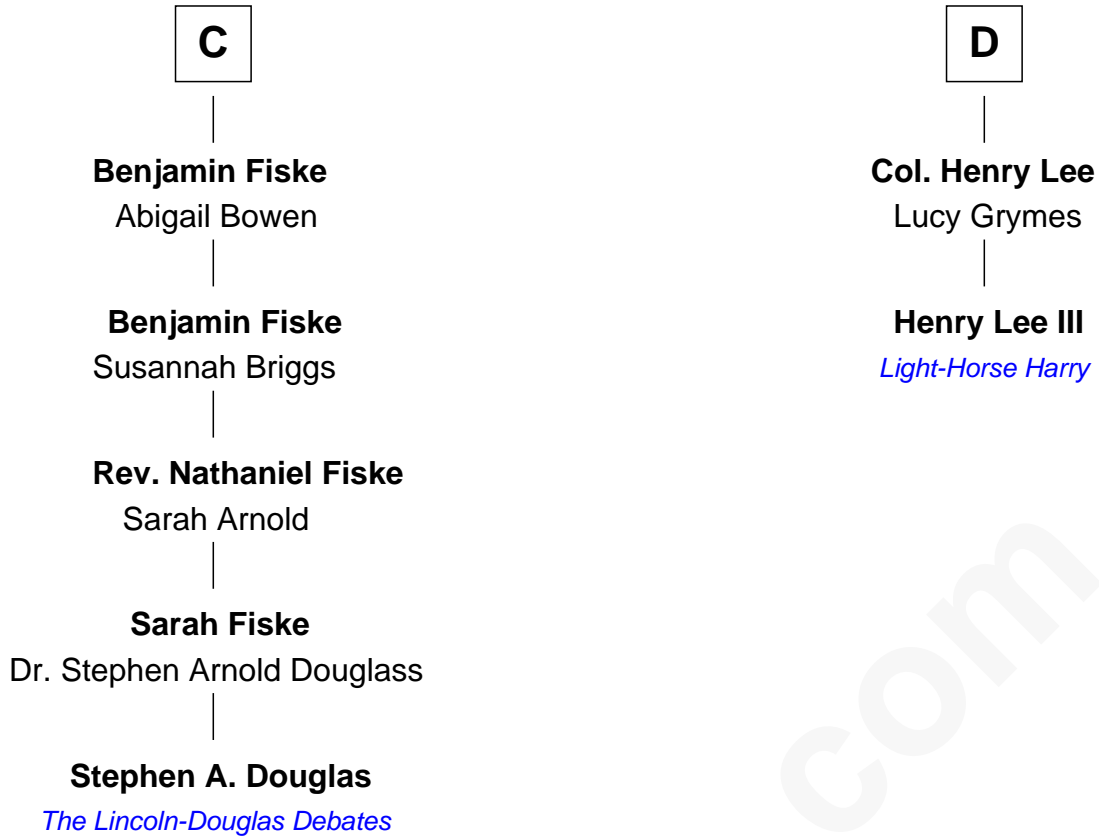 C
Benjamin Fiske
Abigail Bowen
Benjamin Fiske
Susannah Briggs
Rev. Nathaniel Fiske
Sarah Arnold
Sarah Fiske
Dr. Stephen Arnold Douglass
Stephen A. Douglas
The Lincoln-Douglas Debates
D
Col. Henry Lee
Lucy Grymes
Henry Lee III
Light-Horse Harry
com